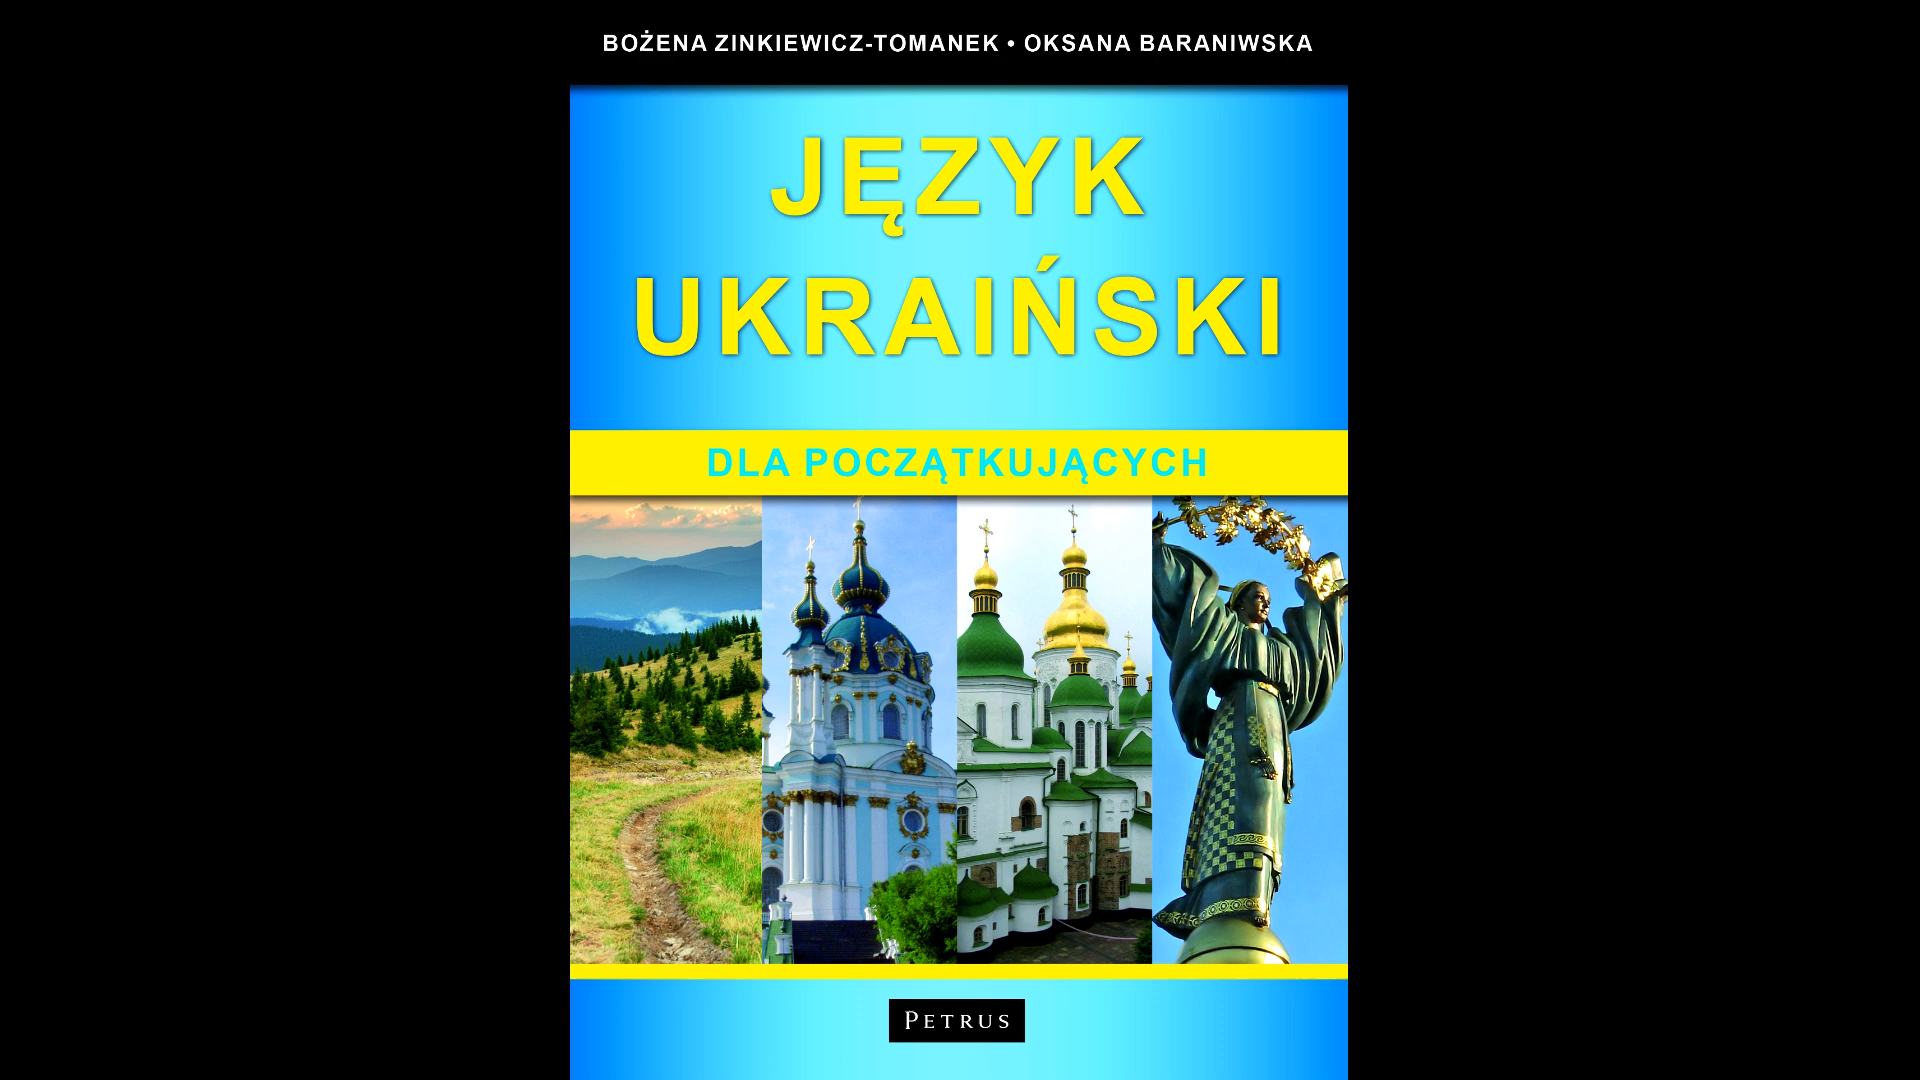 BOŻENA ZINKIEWICZ-TOMANEK • OKSANA BARANIWSKA
JĘZYK
UKRAIŃSKI
DLA POCZĄTKUJĄCYCH
PETRUS